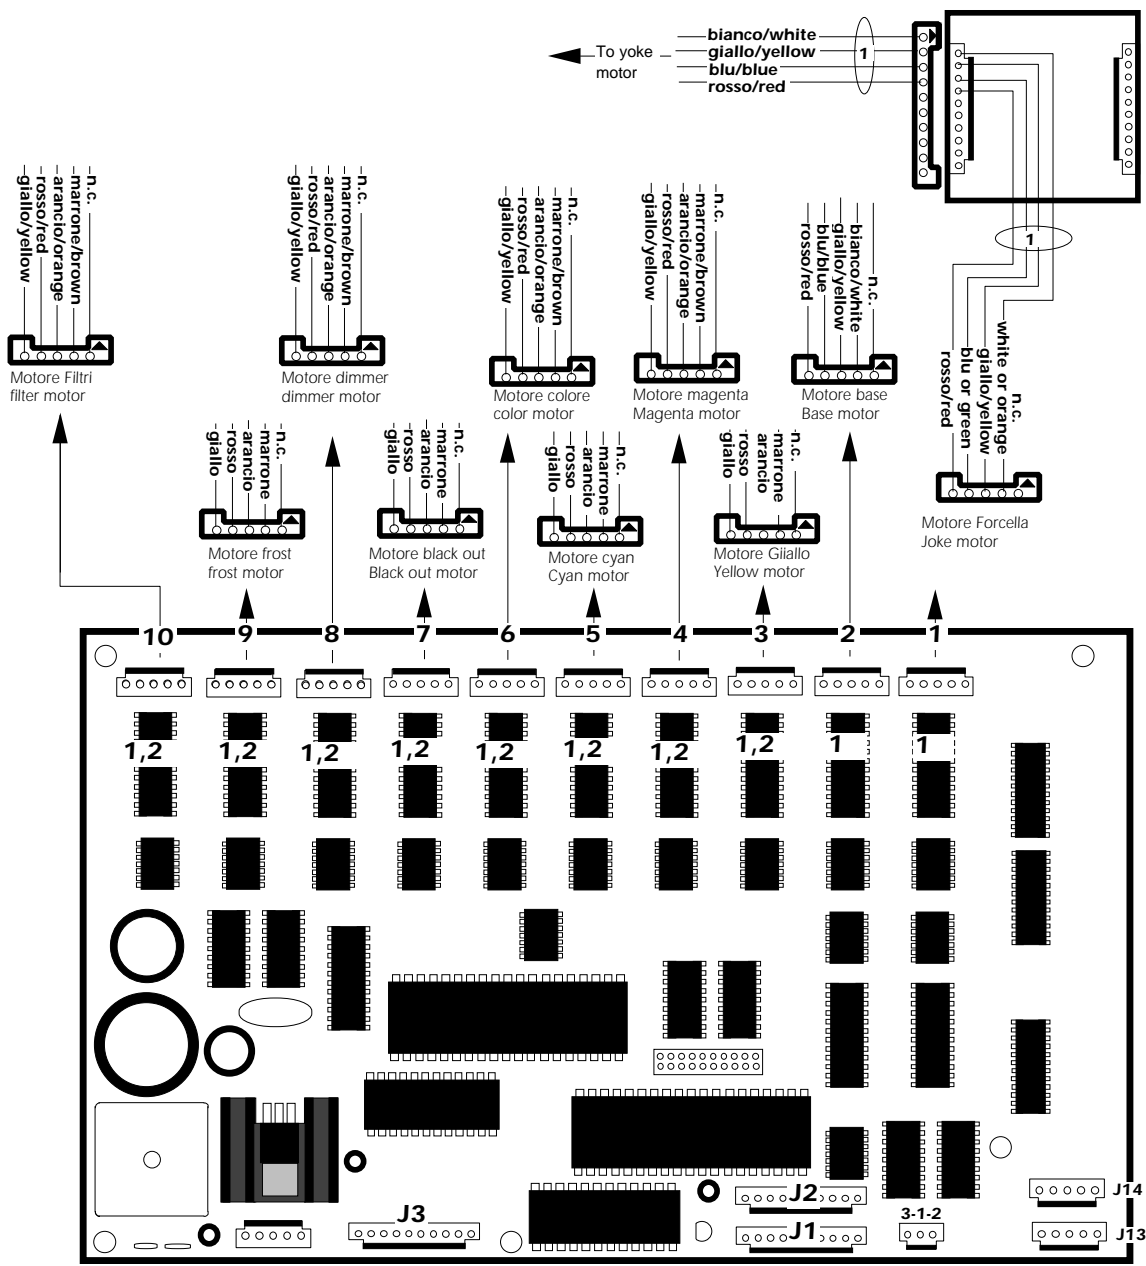 bianco/white
giallo/yellow
blu/blue
rosso/red
1
To yoke
motor
1
giallo/yellow
rosso/red
arancio/orange
marrone/brown
n.c.
Motore Filtri
filter motor
giallo/yellow
rosso/red
arancio/orange
marrone/brown
n.c.
Motore dimmer
dimmer motor
giallo/yellow
rosso/red
arancio/orange
marrone/brown
n.c.
Motore colore
color motor
giallo/yellow
rosso/red
arancio/orange
marrone/brown
n.c.
Motore magenta
Magenta motor
rosso/red
blu/blue
giallo/yellow
bianco/white
n.c.
Motore base
Base motor
rosso/red
blu or green
giallo/yellow
white or orange
n.c.
Motore Forcella
Joke motor
giallo
rosso
arancio
marrone
n.c.
Motore frost
frost motor
giallo
rosso
arancio
marrone
n.c.
Motore black out
Black out motor
giallo
rosso
arancio
marrone
n.c.
Motore cyan
Cyan motor
giallo
rosso
arancio
marrone
n.c.
Motore Giiallo
Yellow motor
10 9 8 7 6 5 4 3 2 1
1,2 1,2 1,2 1,2 1,2 1,2 1,2 1,2 1 1
J2
J14
J3
J1
3-1-2
J13